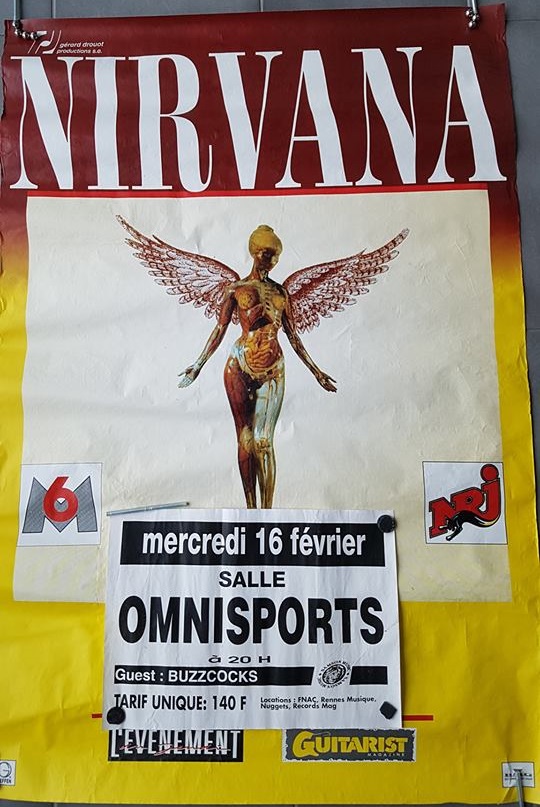 gérard drouot
productions s.a.
NIRVANA
M6
NRJ
mercredi 16 février
SALLE
OMNISPORTS
à 20 H
Guest : BUZZCOCKS
TARIF UNIQUE: 140 F
Locations : FNAC, Rennes Musique,
Nuggets, Records Mag
L'EVENEMENT
GUITARIST
MAGAZINE